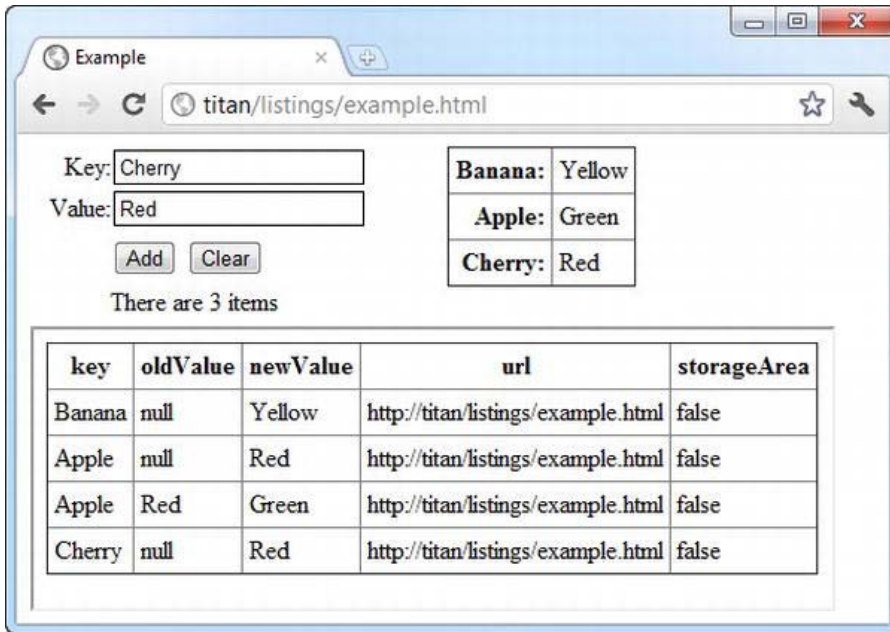 Example
titan/listings/example.html
Key: Cherry
Value: Red
Add Clear
There are 3 items
Banana: Yellow
Apple: Green
Cherry: Red
key oldValue newValue url storageArea
Banana null Yellow http://titan/listings/example.html false
Apple null Red http://titan/listings/example.html false
Apple Red Green http://titan/listings/example.html false
Cherry null Red http://titan/listings/example.html false